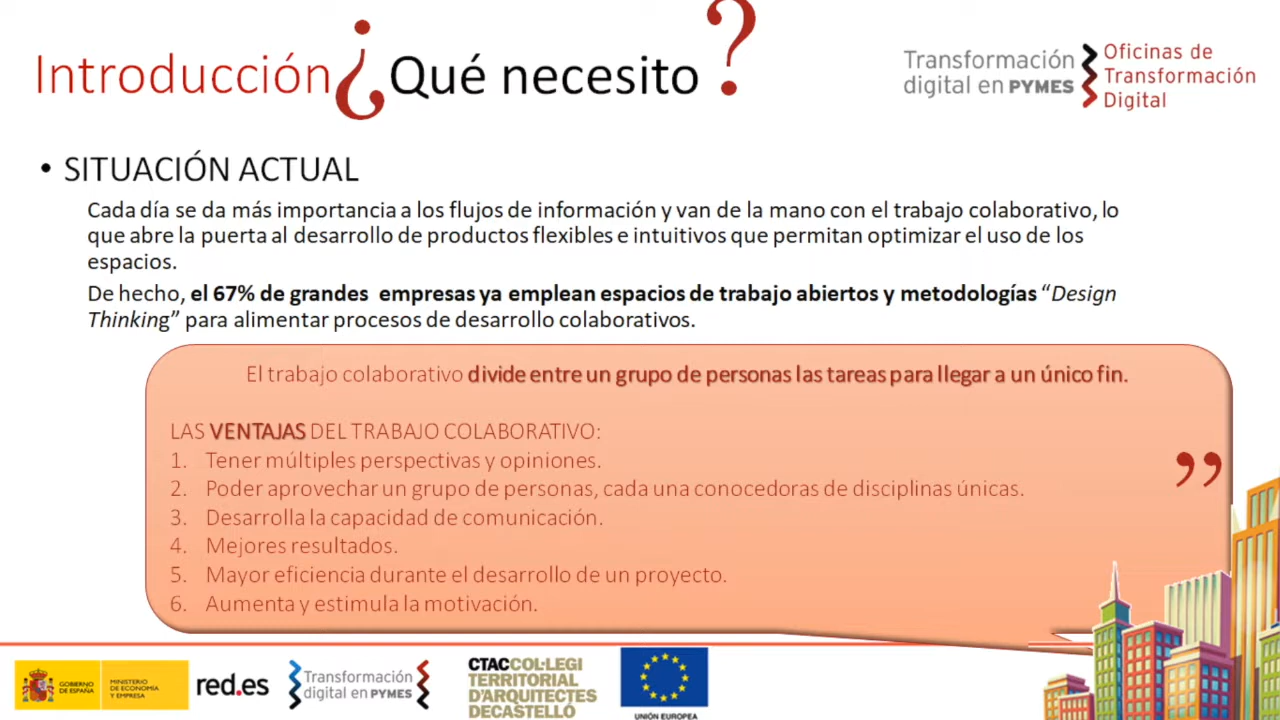 Introducción ¿Qué necesito?
Transformación
digital en PYMES
Oficinas de
Transformación
Digital
• SITUACIÓN ACTUAL
Cada día se da más importancia a los flujos de información y van de la mano con el trabajo colaborativo, lo
que abre la puerta al desarrollo de productos flexibles e intuitivos que permitan optimizar el uso de los
espacios.
De hecho, el 67% de grandes empresas ya emplean espacios de trabajo abiertos y metodologías “Design
Thinking” para alimentar procesos de desarrollo colaborativos.
El trabajo colaborativo divide entre un grupo de personas las tareas para llegar a un único fin.
LAS VENTAJAS DEL TRABAJO COLABORATIVO:
1. Tener múltiples perspectivas y opiniones.
2. Poder aprovechar un grupo de personas, cada una conocedoras de disciplinas únicas.
3. Desarrolla la capacidad de comunicación.
4. Mejores resultados.
5. Mayor eficiencia durante el desarrollo de un proyecto.
6. Aumenta y estimula la motivación.
”
GOBIERNO
DE ESPAÑA
MINISTERIO
DE ECONOMÍA
Y EMPRESA
red.es
Transformación
digital en PYMES
CTAC COL·LEGI
TERRITORIAL
D'ARQUITECTES
DE CASTELLÓ
UNIÓN EUROPEA